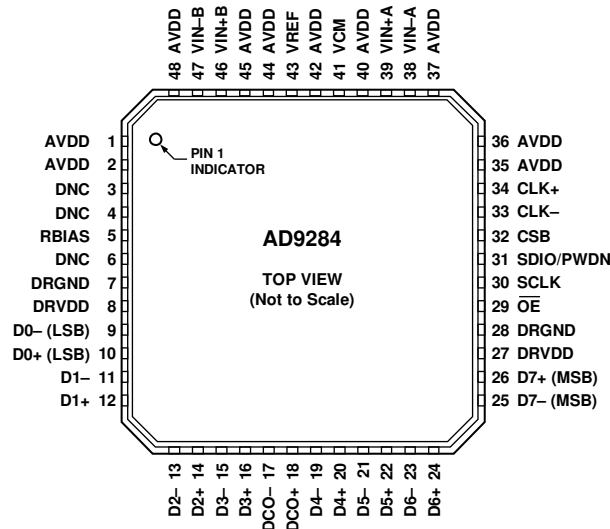 48 AVDD
47 VIN–B
46 VIN+B
45 AVDD
44 AVDD
43 VREF
42 AVDD
41 VCM
40 AVDD
39 VIN+A
38 VIN–A
37 AVDD
AVDD 1
AVDD 2
DNC 3
DNC 4
RBIAS 5
DNC 6
DRGND 7
DRVDD 8
D0– (LSB) 9
D0+ (LSB) 10
D1– 11
D1+ 12
PIN 1
INDICATOR
AD9284
TOP VIEW
(Not to Scale)
36 AVDD
35 AVDD
34 CLK+
33 CLK–
32 CSB
31 SDIO/PWDN
30 SCLK
29 OE
28 DRGND
27 DRVDD
26 D7+ (MSB)
25 D7– (MSB)
D2– 13
D2+ 14
D3– 15
D3+ 16
DCO– 17
DCO+ 18
D4– 19
D4+ 20
D5– 21
D5+ 22
D6– 23
D6+ 24